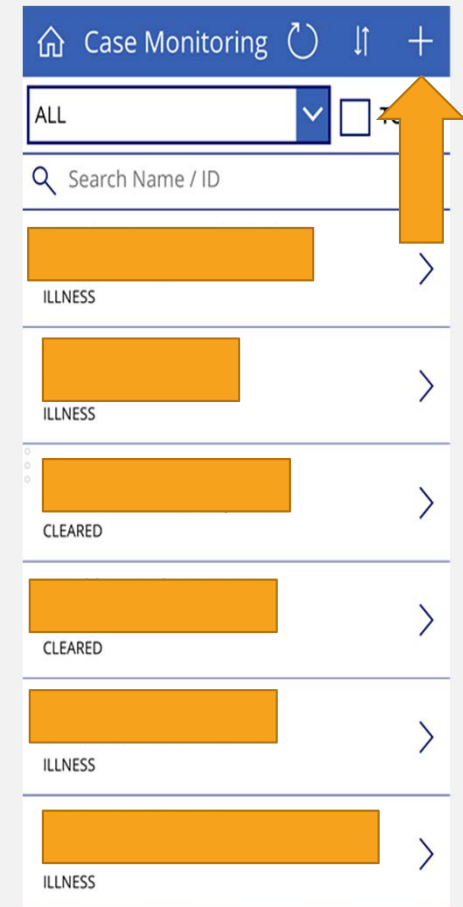 Case Monitoring
ALL
Search Name / ID
ILLNESS
ILLNESS
CLEARED
CLEARED
ILLNESS
ILLNESS